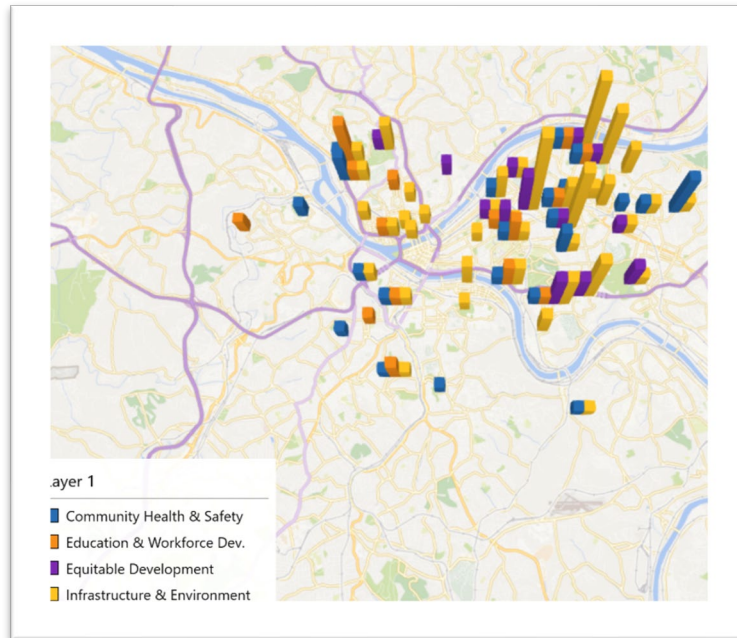 ayer 1
Community Health & Safety
Education & Workforce Dev.
Equitable Development
Infrastructure & Environment